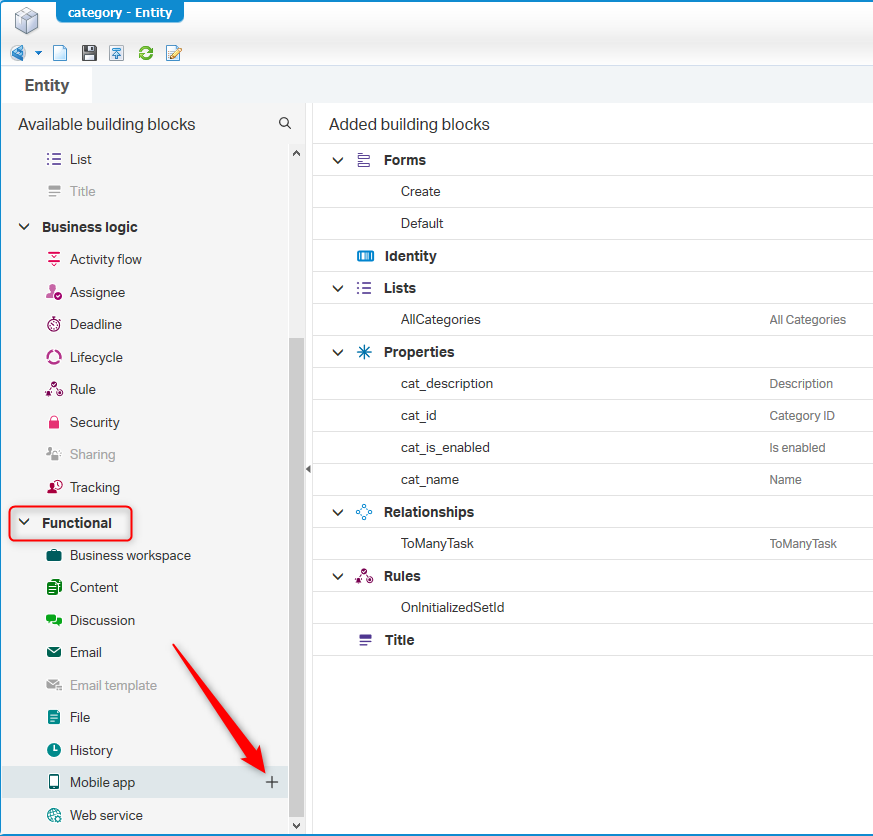 category - Entity
Entity
Available building blocks
List
Title
Business logic
Activity flow
Assignee
Deadline
Lifecycle
Rule
Security
Sharing
Tracking
Functional
Business workspace
Content
Discussion
Email
Email template
File
History
Mobile app
Web service
Added building blocks
Forms
Create
Default
Identity
Lists
AllCategories All Categories
Properties
cat_description Description
cat_id Category ID
cat_is_enabled Is enabled
cat_name Name
Relationships
ToManyTask ToManyTask
Rules
OnInitializedSetId
Title